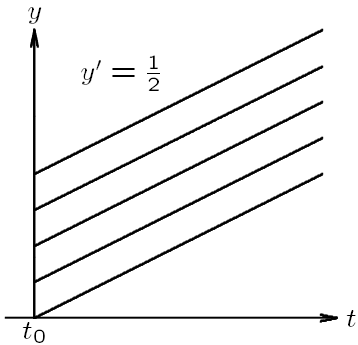 y
y′ = 1/2
t
t₀